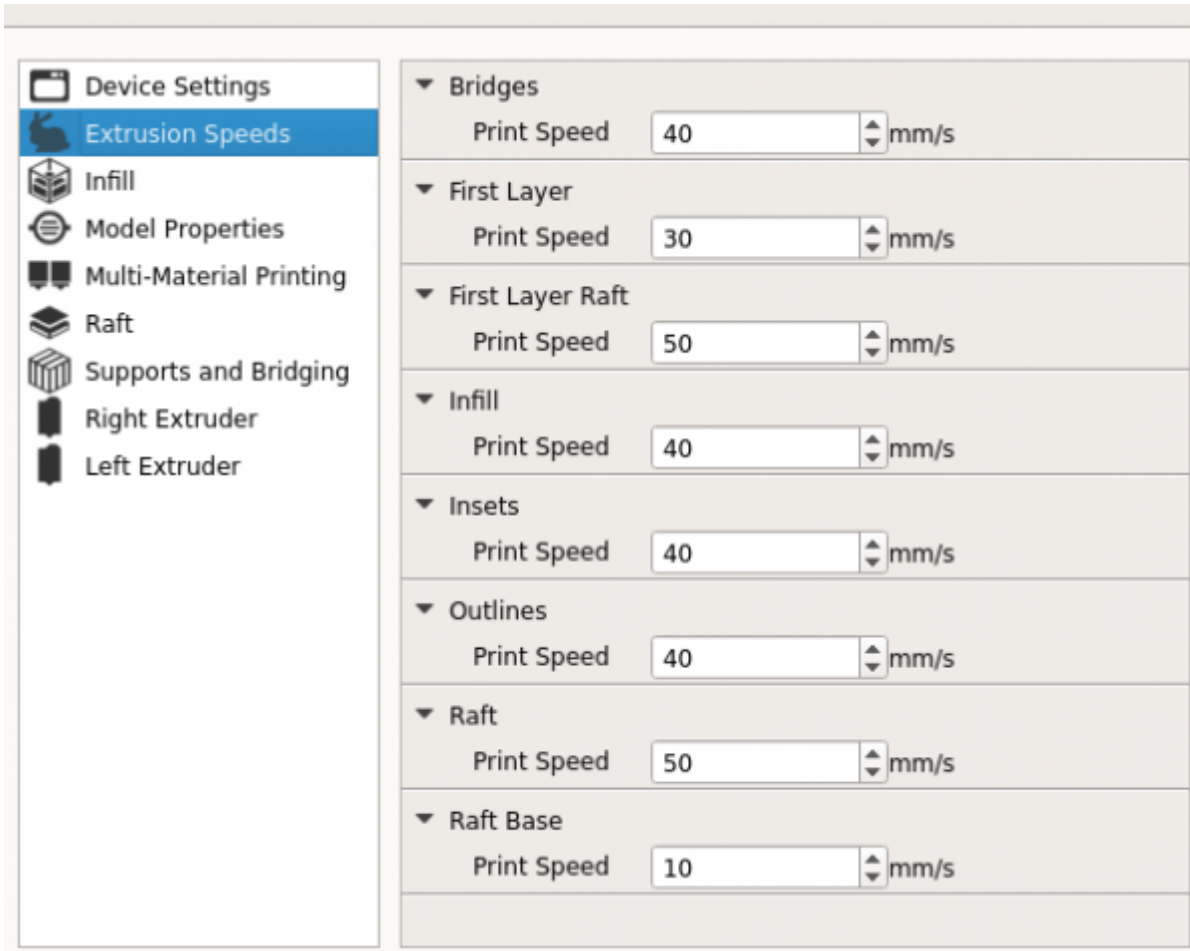 Device Settings
Extrusion Speeds
Infill
Model Properties
Multi-Material Printing
Raft
Supports and Bridging
Right Extruder
Left Extruder
Bridges
Print Speed 40 mm/s
First Layer
Print Speed 30 mm/s
First Layer Raft
Print Speed 50 mm/s
Infill
Print Speed 40 mm/s
Insets
Print Speed 40 mm/s
Outlines
Print Speed 40 mm/s
Raft
Print Speed 50 mm/s
Raft Base
Print Speed 10 mm/s